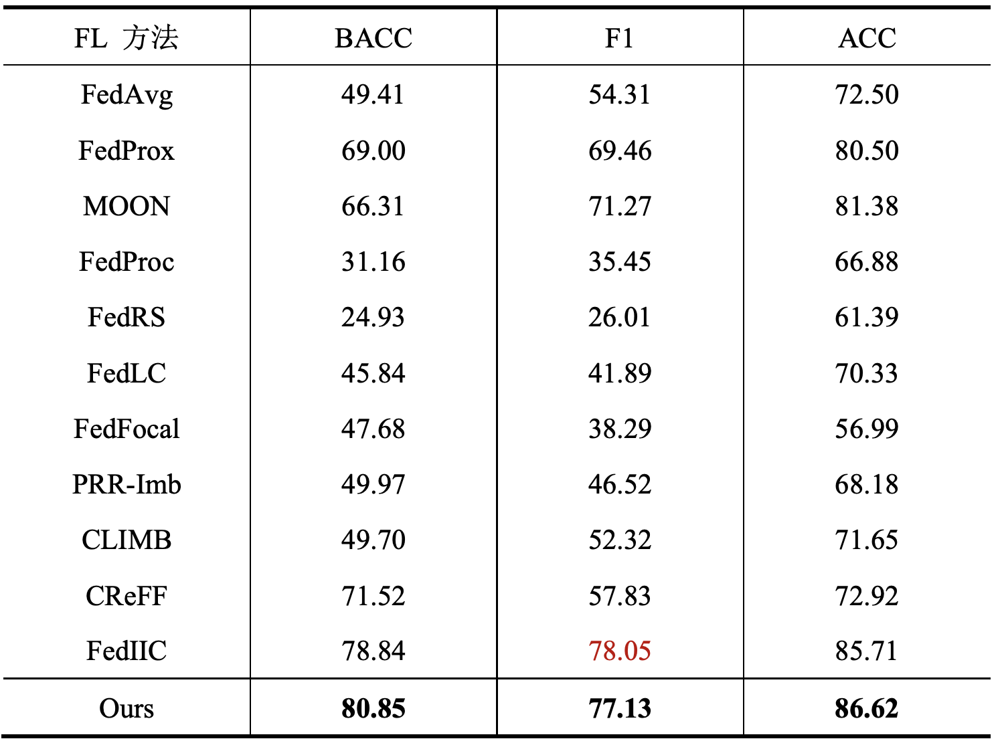 FL 方法 BACC F1 ACC
FedAvg 49.41 54.31 72.50
FedProx 69.00 69.46 80.50
MOON 66.31 71.27 81.38
FedProc 31.16 35.45 66.88
FedRS 24.93 26.01 61.39
FedLC 45.84 41.89 70.33
FedFocal 47.68 38.29 56.99
PRR-Imb 49.97 46.52 68.18
CLIMB 49.70 52.32 71.65
CReFF 71.52 57.83 72.92
FedIIC 78.84 78.05 85.71
Ours 80.85 77.13 86.62